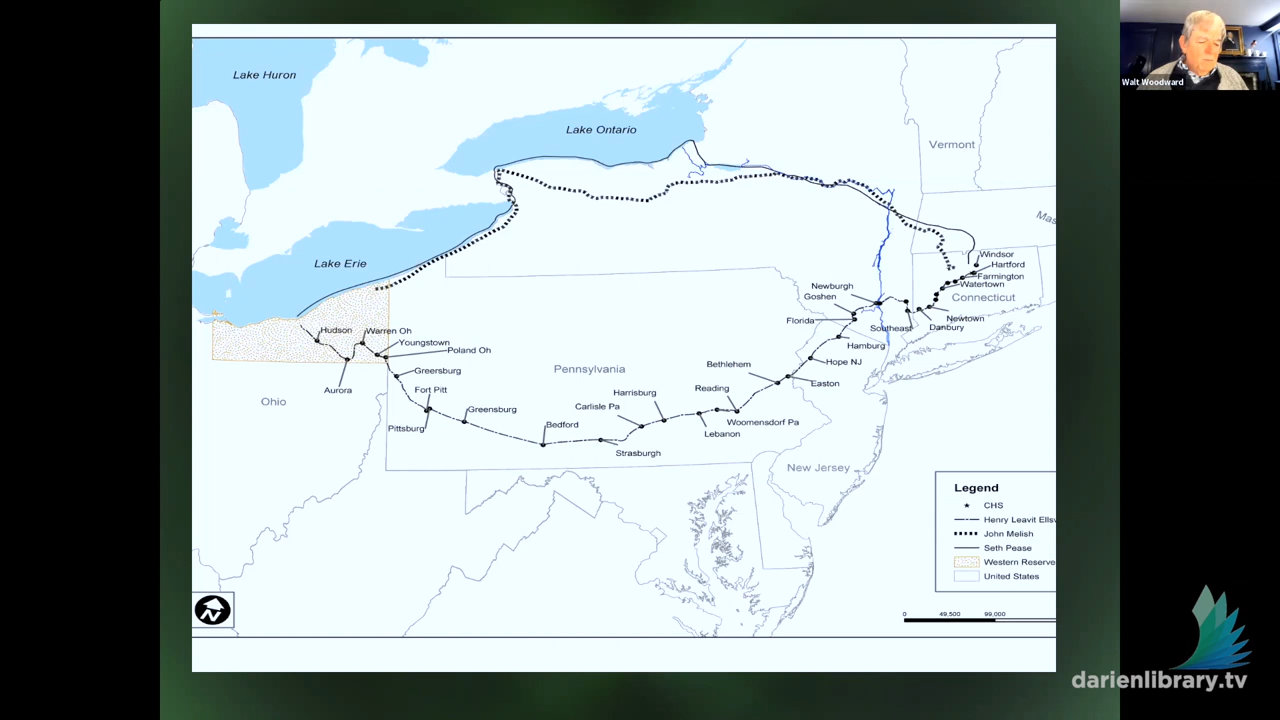 Lake Huron
Walt Woodward
Lake Ontario
Vermont
Mas
Lake Erie
Windsor
Hartford
Farmington
Watertown
Connecticut
Newburgh
Goshen
Florida
Southeast
Newtown
Danbury
Hudson
Warren Oh
Youngstown
Poland Oh
Hamburg
Hope NJ
Bethlehem
Easton
Greersburg
Pennsylvania
Aurora
Fort Pitt
Ohio
Harrisburg
Reading
Carlisle Pa
Greensburg
Pittsburg
Bedford
Woomensdorf Pa
Lebanon
Strasburgh
New Jersey
Legend
CHS
Henry Leavit Ellsw
John Melish
Seth Pease
Western Reserve
United States
N
0 49,500 99,000
darienlibrary.tv